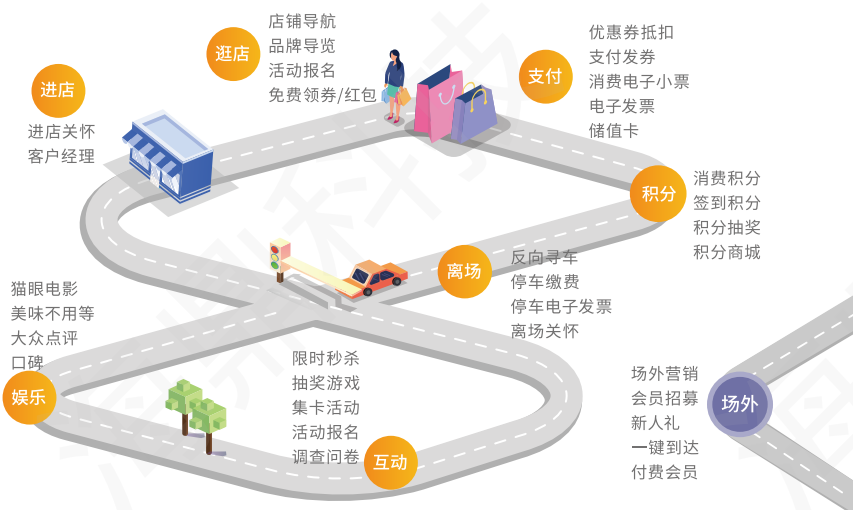 进店
进店关怀
客户经理
逛店
店铺导航
品牌导览
活动报名
免费领券/红包
支付
优惠券抵扣
支付发券
消费电子小票
电子发票
储值卡
积分
消费积分
签到积分
积分抽奖
积分商城
离场
反向寻车
停车缴费
停车电子发票
离场关怀
猫眼电影
美味不用等
大众点评
口碑
娱乐
限时秒杀
抽奖游戏
集卡活动
活动报名
调查问卷
互动
场外
场外营销
会员招募
新人礼
一键到达
付费会员